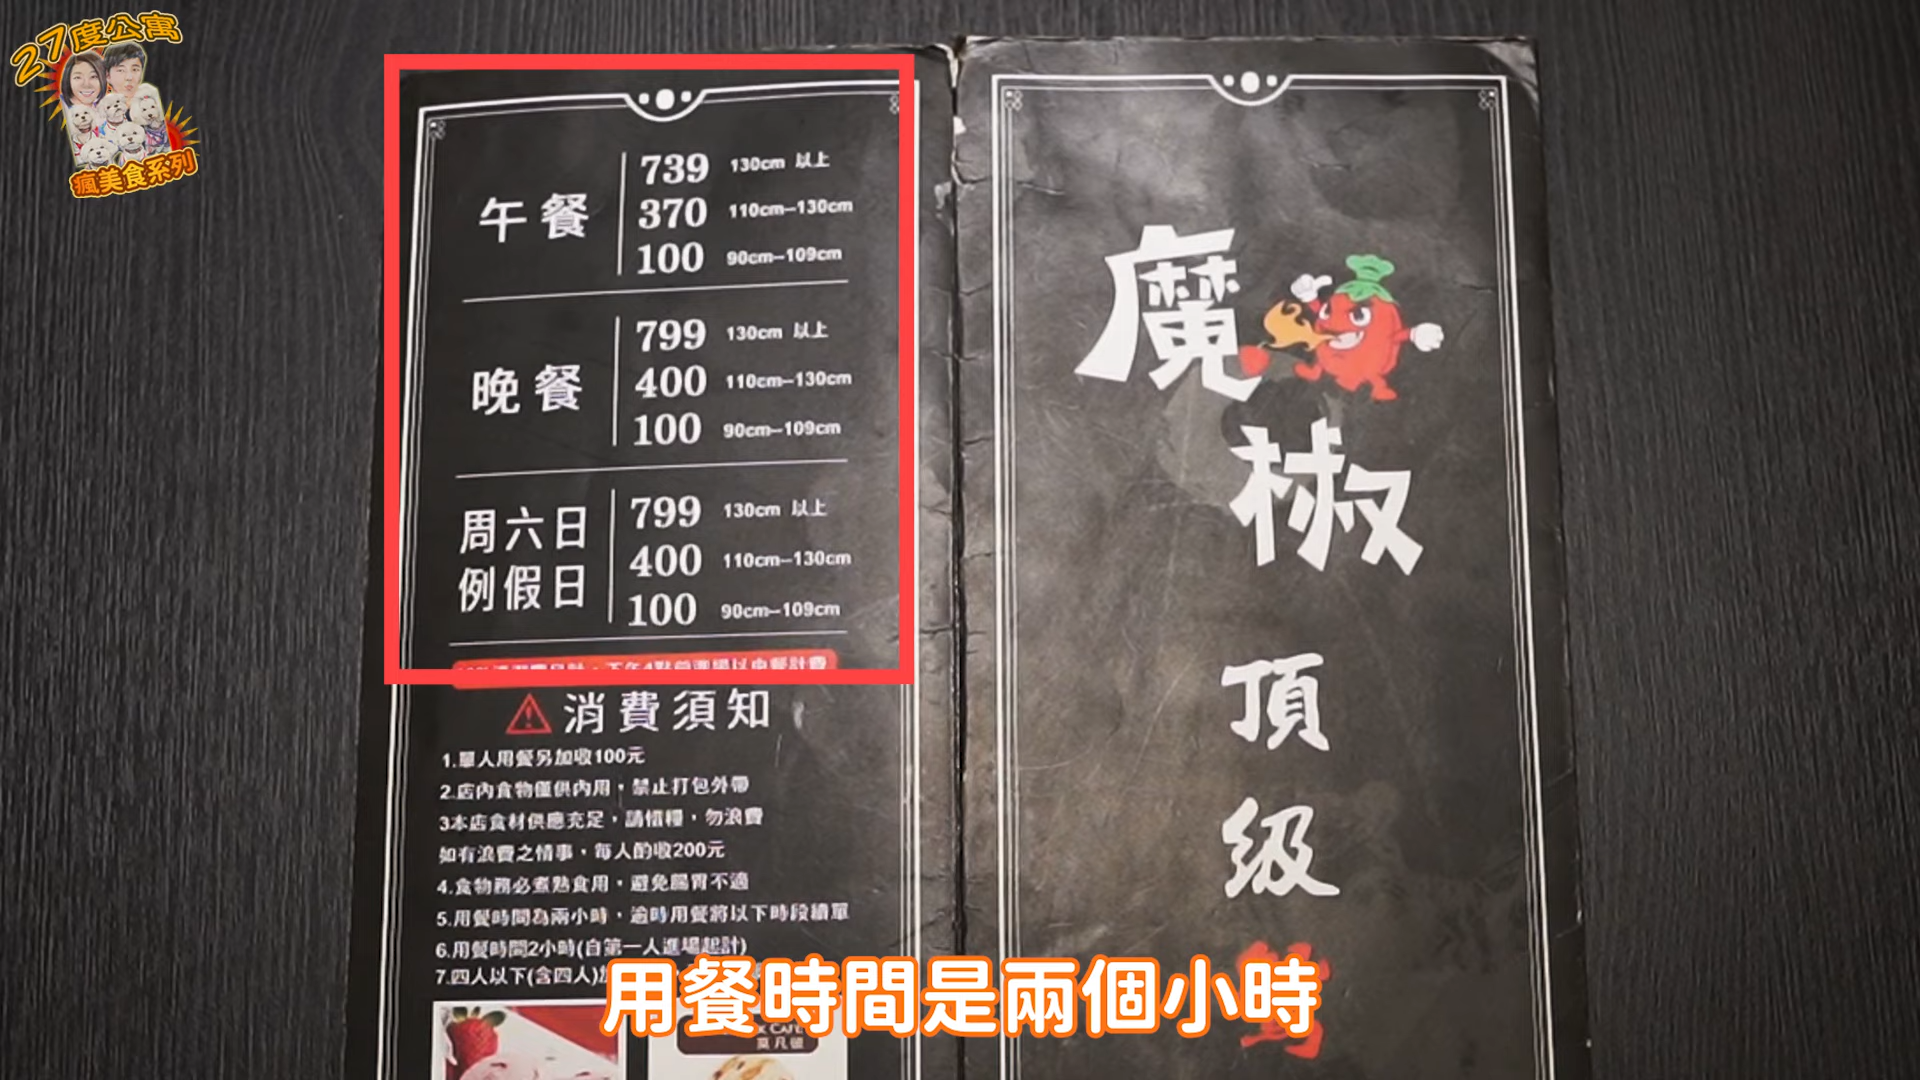 27度公寓
瘋美食系列
午餐
739 130cm 以上
370 110cm—130cm
100 90cm—109cm
晚餐
799 130cm 以上
400 110cm—130cm
100 90cm—109cm
周六日
例假日
799 130cm 以上
400 110cm—130cm
100 90cm—109cm
消費須知
1.單人用餐另加收100元
2.店內食物僅供內用，禁止打包外帶
3本店食材供應充足，請惜糧，勿浪費
如有浪費之情事，每人酌收200元
4.食物務必煮熟食用，避免腸胃不適
5.用餐時間為兩小時，逾時用餐將以下時段續單
6.用餐時間2小時(自第一人進場起計)
7.四人以下(含四人)
CAFE
莫凡彼
魔椒
頂級
用餐時間是兩個小時